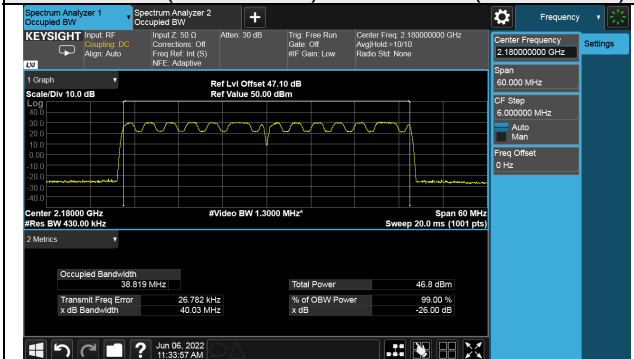 Spectrum Analyzer 1
Occupied BW
Spectrum Analyzer 2
Occupied BW
+
Frequency
KEYSIGHT
Input: RF
Coupling: DC
Align: Auto
Input Z: 50 Ω
Corrections: Off
Freq Ref: Int (S)
NFE: Adaptive
Atten: 30 dB
Trig: Free Run
Gate: Off
#IF Gain: Low
Center Freq: 2.180000000 GHz
Avg|Hold:>10/10
Radio Std: None
LXI
Center Frequency
2.180000000 GHz
Settings
Span
60.000 MHz
CF Step
6.000000 MHz
Auto
Man
Freq Offset
0 Hz
1 Graph
Scale/Div 10.0 dB
Ref Lvl Offset 47.10 dB
Ref Value 50.00 dBm
Log
40.0
30.0
20.0
10.0
0.00
-10.0
-20.0
-30.0
-40.0
Center 2.18000 GHz
#Video BW 1.3000 MHz*
Span 60 MHz
#Res BW 430.00 kHz
Sweep 20.0 ms (1001 pts)
2 Metrics
Occupied Bandwidth
38.819 MHz
Total Power
46.8 dBm
Transmit Freq Error
26.782 kHz
% of OBW Power
99.00 %
x dB Bandwidth
40.03 MHz
x dB
-26.00 dB
?
Jun 06, 2022
11:33:57 AM